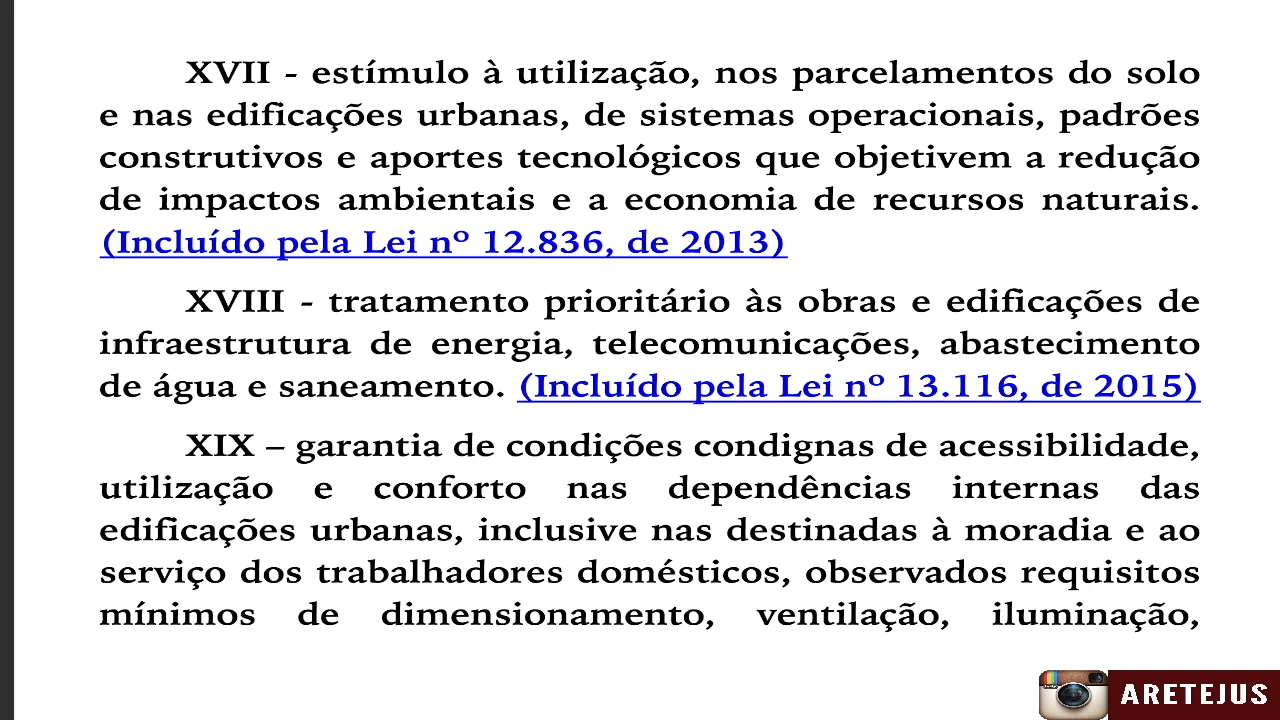 XVII - estímulo à utilização, nos parcelamentos do solo
e nas edificações urbanas, de sistemas operacionais, padrões
construtivos e aportes tecnológicos que objetivem a redução
de impactos ambientais e a economia de recursos naturais.
(Incluído pela Lei nº 12.836, de 2013)
XVIII - tratamento prioritário às obras e edificações de
infraestrutura de energia, telecomunicações, abastecimento
de água e saneamento. (Incluído pela Lei nº 13.116, de 2015)
XIX – garantia de condições condignas de acessibilidade,
utilização e conforto nas dependências internas das
edificações urbanas, inclusive nas destinadas à moradia e ao
serviço dos trabalhadores domésticos, observados requisitos
mínimos de dimensionamento, ventilação, iluminação,
ARETEJUS